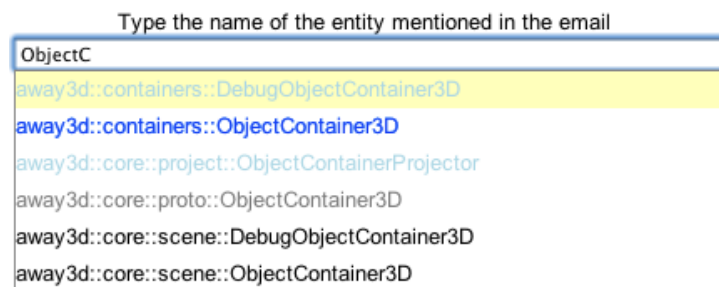 Type the name of the entity mentioned in the email
ObjectC
away3d::containers::DebugObjectContainer3D
away3d::containers::ObjectContainer3D
away3d::core::project::ObjectContainerProjector
away3d::core::proto::ObjectContainer3D
away3d::core::scene::DebugObjectContainer3D
away3d::core::scene::ObjectContainer3D